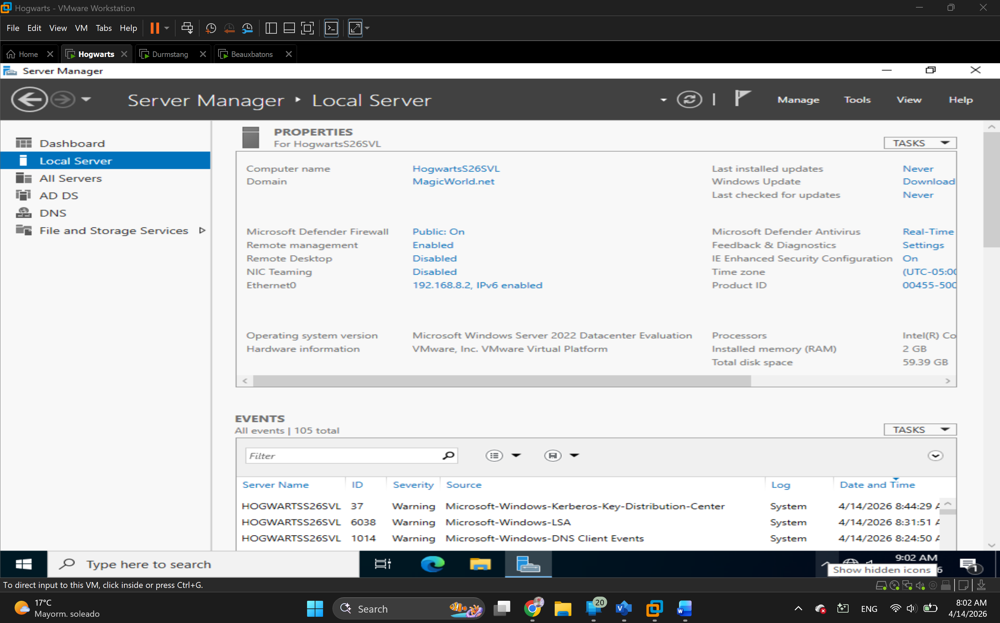 Hogwarts - VMware Workstation
File Edit View VM Tabs Help
Home Hogwarts Durmstang Beauxbatons
Server Manager
Server Manager Local Server Manage Tools View Help
Dashboard
Local Server
All Servers
AD DS
DNS
File and Storage Services
PROPERTIES
For HogwartsS26SVL
TASKS
Computer name HogwartsS26SVL Last installed updates Never
Domain MagicWorld.net Windows Update Download
Last checked for updates Never
Microsoft Defender Firewall Public: On Microsoft Defender Antivirus Real-Time
Remote management Enabled Feedback & Diagnostics Settings
Remote Desktop Disabled IE Enhanced Security Configuration On
NIC Teaming Disabled Time zone (UTC-05:00
Ethernet0 192.168.8.2, IPv6 enabled Product ID 00455-500
Operating system version Microsoft Windows Server 2022 Datacenter Evaluation Processors Intel(R) Co
Hardware information VMware, Inc. VMware Virtual Platform Installed memory (RAM) 2 GB
Total disk space 59.39 GB
EVENTS
All events | 105 total
TASKS
Filter
Server Name ID Severity Source Log Date and Time
HOGWARTSS26SVL 37 Warning Microsoft-Windows-Kerberos-Key-Distribution-Center System 4/14/2026 8:44:29 A
HOGWARTSS26SVL 6038 Warning Microsoft-Windows-LSA System 4/14/2026 8:31:51 A
HOGWARTSS26SVL 1014 Warning Microsoft-Windows-DNS Client Events System 4/14/2026 8:24:50 A
Type here to search
9:02 AM
Show hidden icons 6
1
To direct input to this VM, click inside or press Ctrl+G.
17°C
Mayorm. soleado
Search
20
ENG
8:02 AM
4/14/2026